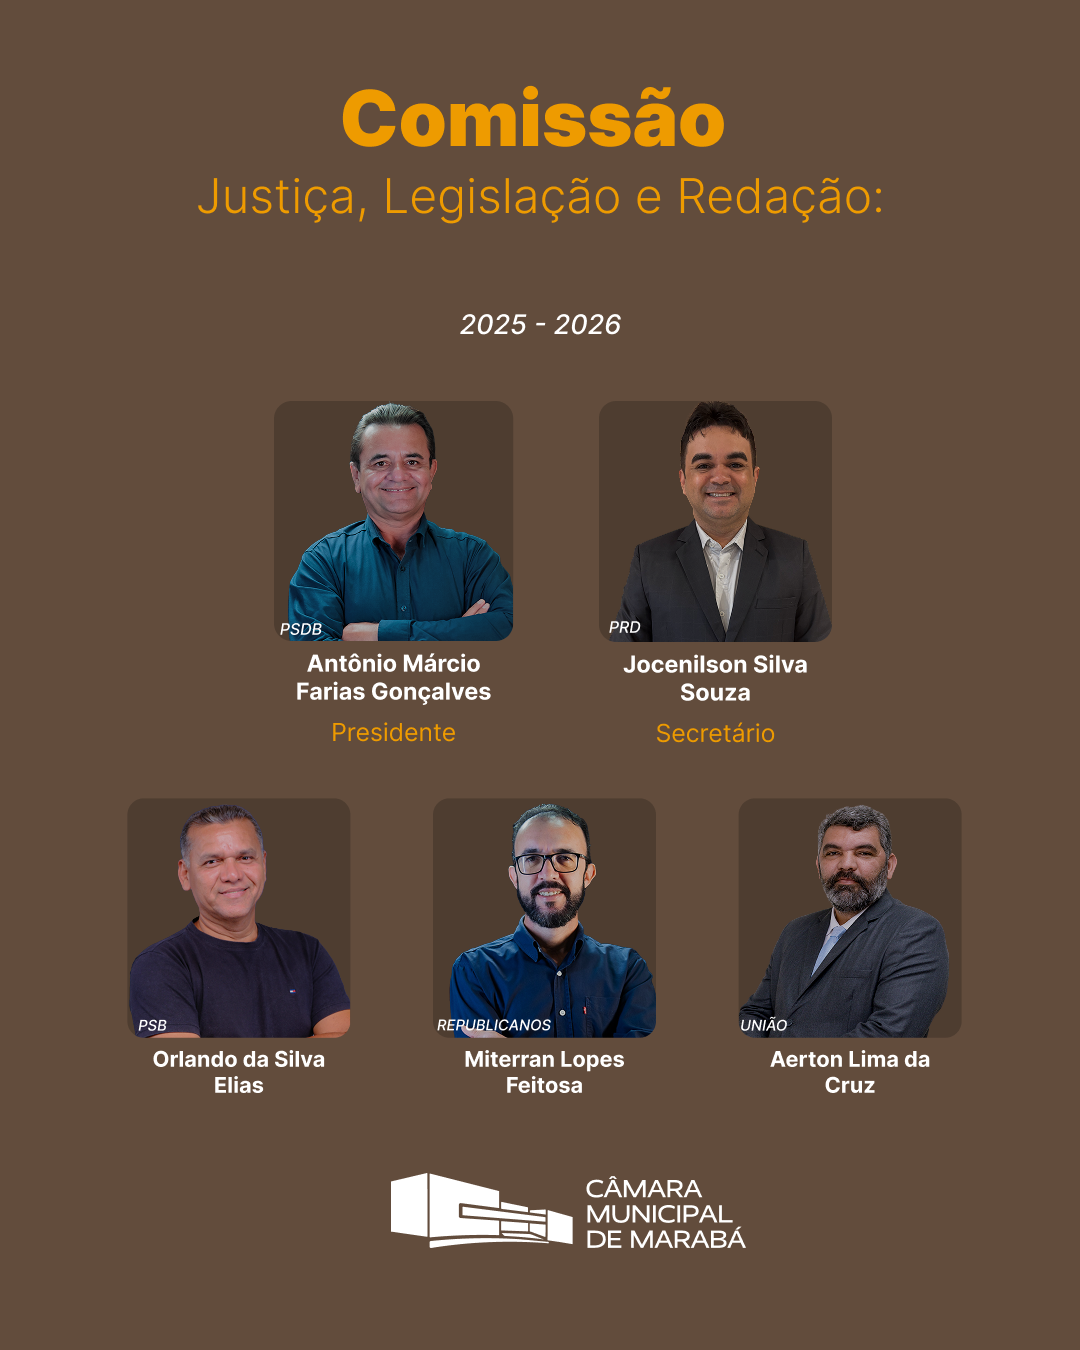 Comissão
Justiça, Legislação e Redação:
2025 - 2026
PSDB
PRD
Antônio Márcio
Farias Gonçalves
Presidente
Jocenilson Silva
Souza
Secretário
PSB
REPUBLICANOS
UNIÃO
Orlando da Silva
Elias
Miterran Lopes
Feitosa
Aerton Lima da
Cruz
CÂMARA
MUNICIPAL
DE MARABÁ